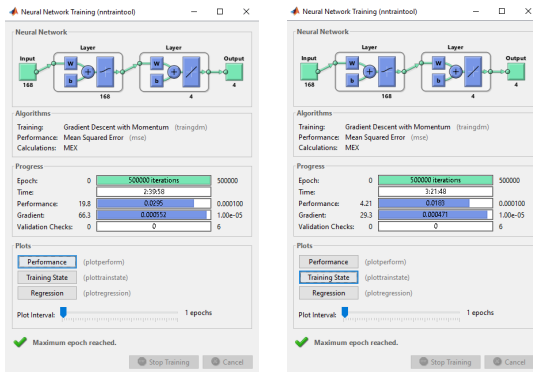 Neural Network Training (nntraintool)
Neural Network
Layer
Layer
Input
Output
W
W
b
b
168
168
4
4
Algorithms
Training: Gradient Descent with Momentum (traingdm)
Performance: Mean Squared Error (mse)
Calculations: MEX
Progress
Epoch: 0 500000 iterations 500000
Time: 2:39:58
Performance: 19.8 0.0295 0.000100
Gradient: 66.3 0.000552 1.00e-05
Validation Checks: 0 0 6
Plots
Performance (plotperform)
Training State (plottrainstate)
Regression (plotregression)
Plot Interval: 1 epochs
Maximum epoch reached.
Stop Training Cancel
Neural Network Training (nntraintool)
Neural Network
Layer
Layer
Input
Output
W
W
b
b
168
168
4
4
Algorithms
Training: Gradient Descent with Momentum (traingdm)
Performance: Mean Squared Error (mse)
Calculations: MEX
Progress
Epoch: 0 500000 iterations 500000
Time: 3:21:48
Performance: 4.21 0.0183 0.000100
Gradient: 29.3 0.000471 1.00e-05
Validation Checks: 0 0 6
Plots
Performance (plotperform)
Training State (plottrainstate)
Regression (plotregression)
Plot Interval: 1 epochs
Maximum epoch reached.
Stop Training Cancel